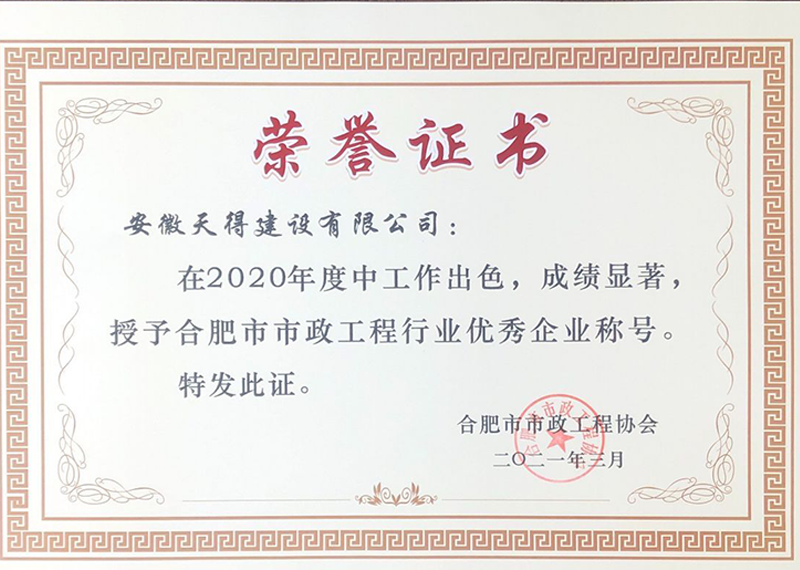 荣誉证书
安徽天得建设有限公司：
在2020年度中工作出色，成绩显著，
授予合肥市市政工程行业优秀企业称号。
特发此证。
合肥市市政工程协会
二〇二一年三月